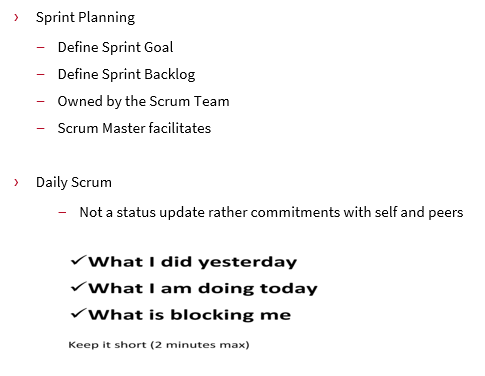 › Sprint Planning
– Define Sprint Goal
– Define Sprint Backlog
– Owned by the Scrum Team
– Scrum Master facilitates
› Daily Scrum
– Not a status update rather commitments with self and peers
✓What I did yesterday
✓What I am doing today
✓What is blocking me
Keep it short (2 minutes max)